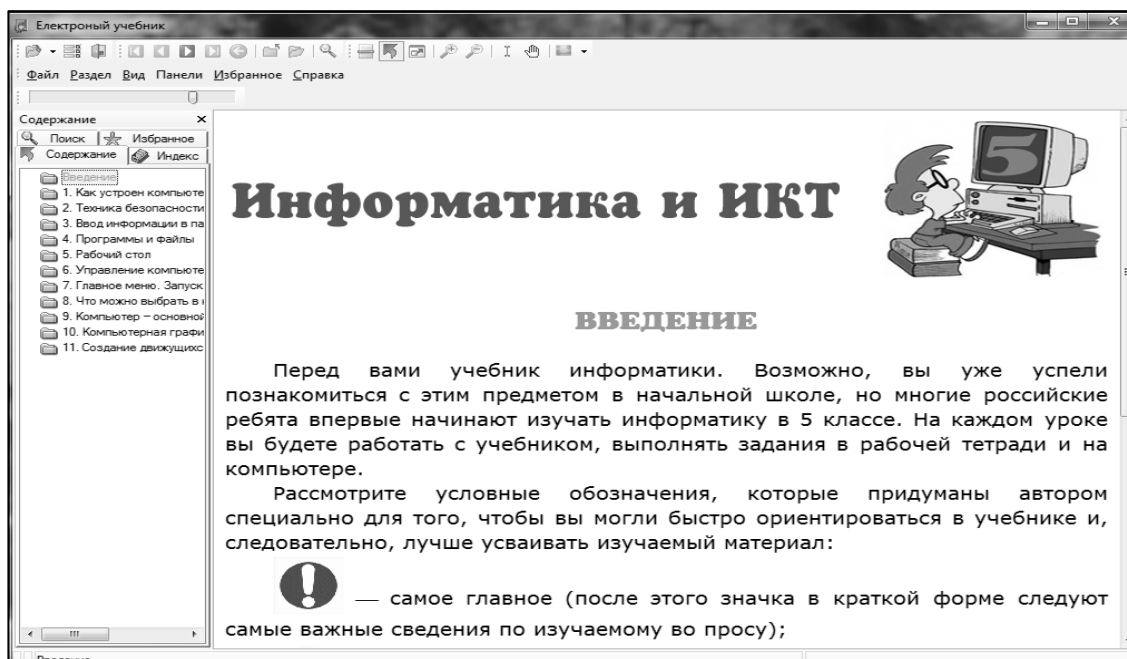 Електроный учебник
Файл Раздел Вид Панели Избранное Справка
Содержание
Поиск Избранное
Содержание Индекс
Введение
1. Как устроен компьюте
2. Техника безопасности
3. Ввод информации в па
4. Программы и файлы
5. Рабочий стол
6. Управление компьюте
7. Главное меню. Запуск
8. Что можно выбрать в
9. Компьютер – основной
10. Компьютерная графи
11. Создание движущихс
Информатика и ИКТ
5
ВВЕДЕНИЕ
Перед вами учебник информатики. Возможно, вы уже успели
познакомиться с этим предметом в начальной школе, но многие российские
ребята впервые начинают изучать информатику в 5 классе. На каждом уроке
вы будете работать с учебником, выполнять задания в рабочей тетради и на
компьютере.
Рассмотрите условные обозначения, которые придуманы автором
специально для того, чтобы вы могли быстро ориентироваться в учебнике и,
следовательно, лучше усваивать изучаемый материал:
— самое главное (после этого значка в краткой форме следуют
самые важные сведения по изучаемому во просу);